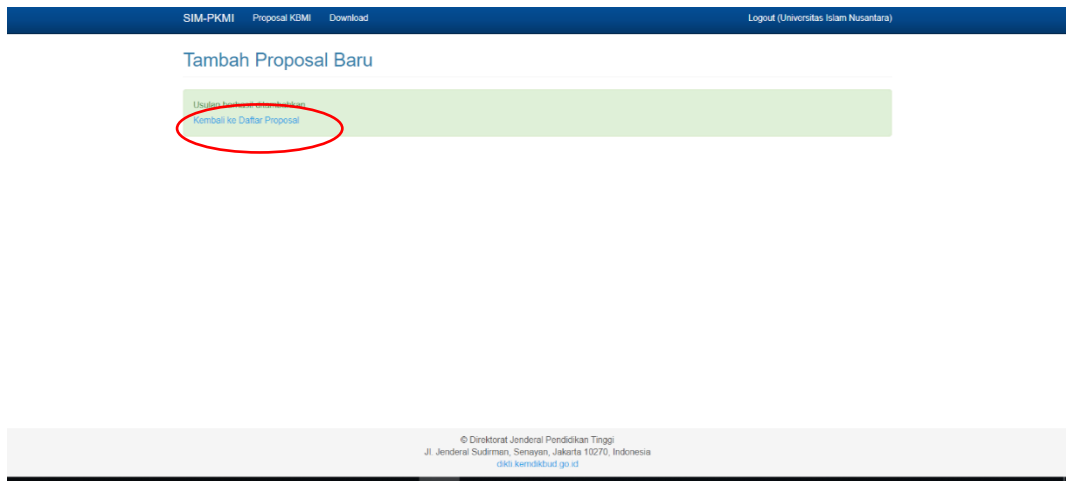 SIM-PKMI Proposal KBMI Download Logout (Universitas Islam Nusantara)
Tambah Proposal Baru
Usulan berhasil ditambahkan
Kembali ke Daftar Proposal
© Direktorat Jenderal Pendidikan Tinggi
Jl. Jenderal Sudirman, Senayan, Jakarta 10270, Indonesia
dikti.kemdikbud.go.id